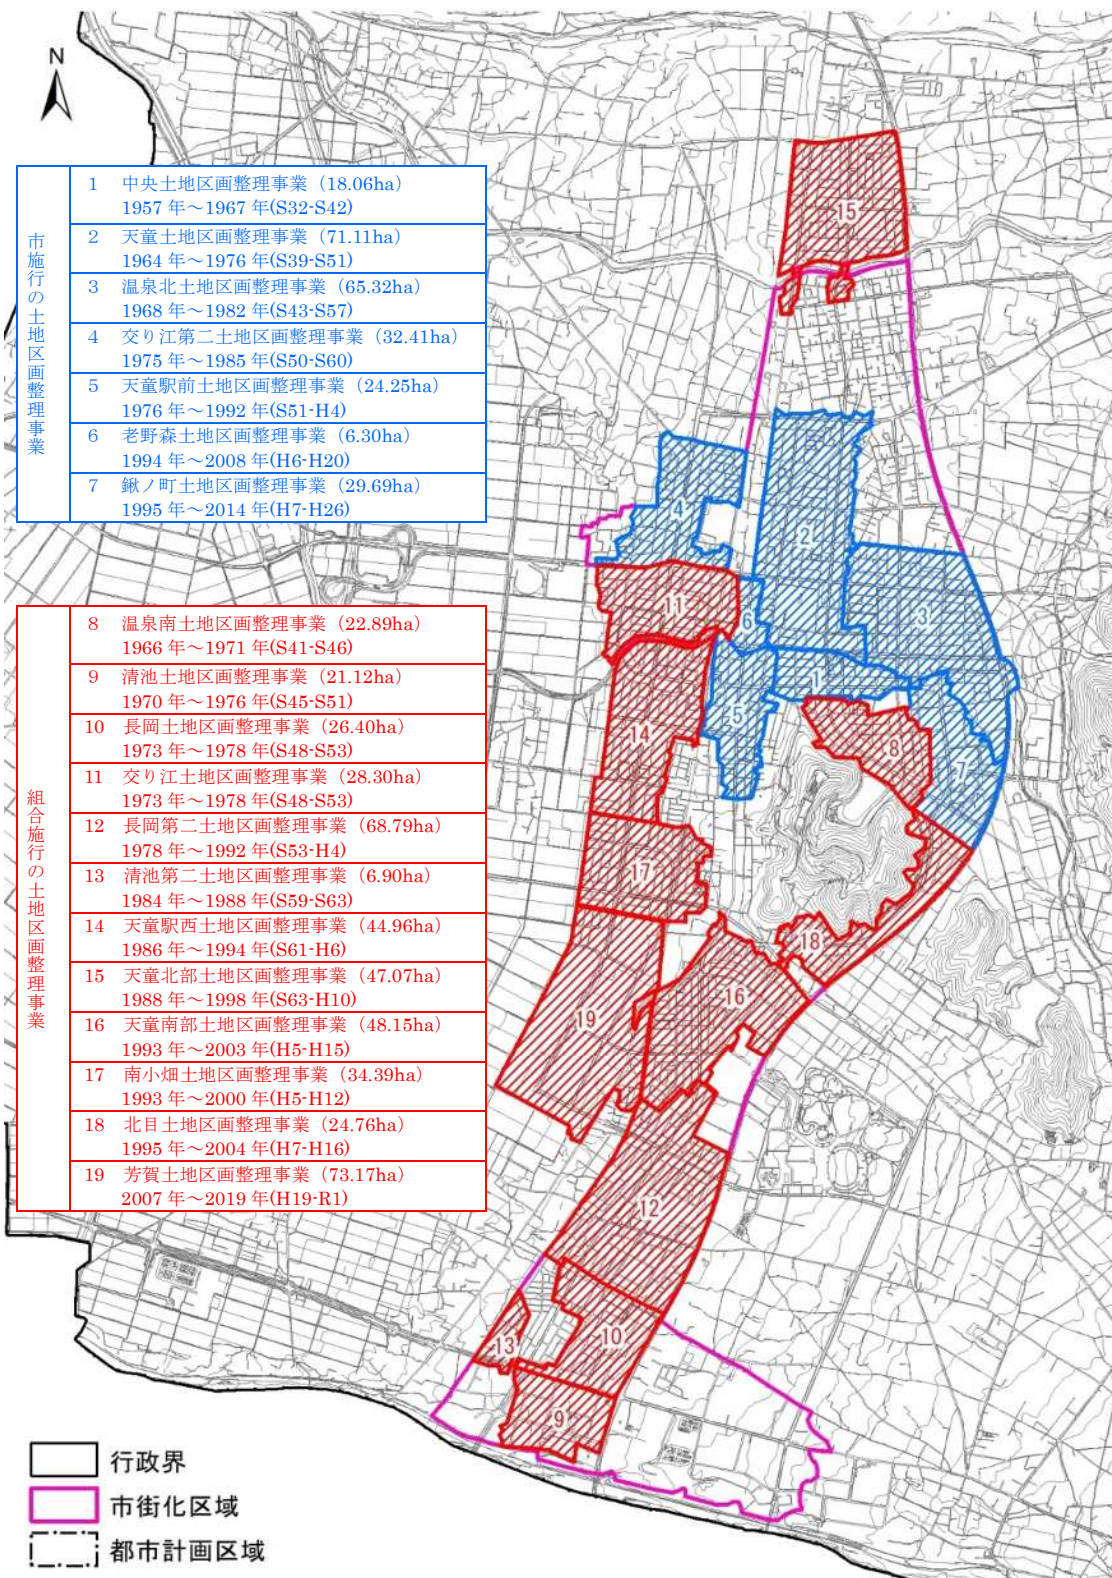 N
市施行の土地区画整理事業
1 中央土地区画整理事業（18.06ha）
1957 年～1967 年(S32-S42)
2 天童土地区画整理事業（71.11ha）
1964 年～1976 年(S39-S51)
3 温泉北土地区画整理事業（65.32ha）
1968 年～1982 年(S43-S57)
4 交り江第二土地区画整理事業（32.41ha）
1975 年～1985 年(S50-S60)
5 天童駅前土地区画整理事業（24.25ha）
1976 年～1992 年(S51-H4)
6 老野森土地区画整理事業（6.30ha）
1994 年～2008 年(H6-H20)
7 鍬ノ町土地区画整理事業（29.69ha）
1995 年～2014 年(H7-H26)
組合施行の土地区画整理事業
8 温泉南土地区画整理事業（22.89ha）
1966 年～1971 年(S41-S46)
9 清池土地区画整理事業（21.12ha）
1970 年～1976 年(S45-S51)
10 長岡土地区画整理事業（26.40ha）
1973 年～1978 年(S48-S53)
11 交り江土地区画整理事業（28.30ha）
1973 年～1978 年(S48-S53)
12 長岡第二土地区画整理事業（68.79ha）
1978 年～1992 年(S53-H4)
13 清池第二土地区画整理事業（6.90ha）
1984 年～1988 年(S59-S63)
14 天童駅西土地区画整理事業（44.96ha）
1986 年～1994 年(S61-H6)
15 天童北部土地区画整理事業（47.07ha）
1988 年～1998 年(S63-H10)
16 天童南部土地区画整理事業（48.15ha）
1993 年～2003 年(H5-H15)
17 南小畑土地区画整理事業（34.39ha）
1993 年～2000 年(H5-H12)
18 北目土地区画整理事業（24.76ha）
1995 年～2004 年(H7-H16)
19 芳賀土地区画整理事業（73.17ha）
2007 年～2019 年(H19-R1)
15
4
2
11
6
3
1
5
14
8
7
17
18
16
19
12
13
10
9
行政界
市街化区域
都市計画区域